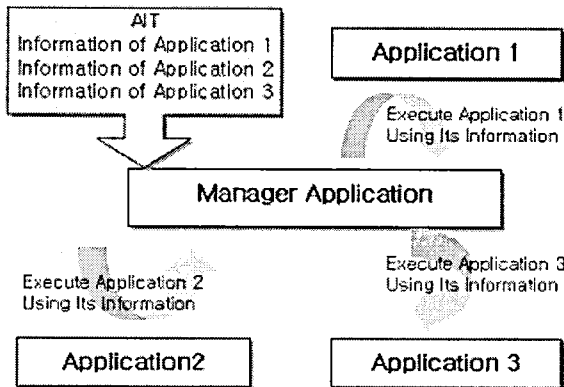 AIT
Information of Application 1
Information of Application 2
Information of Application 3
Application 1
Execute Application 1
Using Its Information
Manager Application
Execute Application 2
Using Its Information
Execute Application 3
Using Its Information
Application2
Application 3